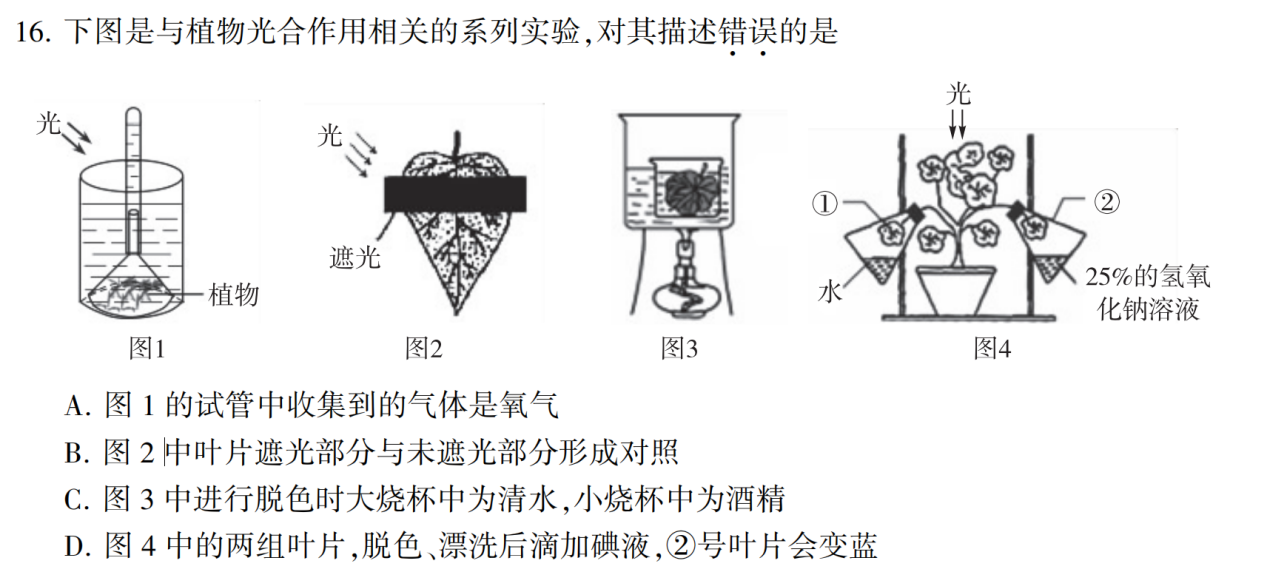 16. 下图是与植物光合作用相关的系列实验,对其描述错误的是
光
光
光
①
②
遮光
植物
水
25%的氢氧
化钠溶液
图1
图2
图3
图4
A. 图 1 的试管中收集到的气体是氧气
B. 图 2 中叶片遮光部分与未遮光部分形成对照
C. 图 3 中进行脱色时大烧杯中为清水,小烧杯中为酒精
D. 图 4 中的两组叶片,脱色、漂洗后滴加碘液,②号叶片会变蓝